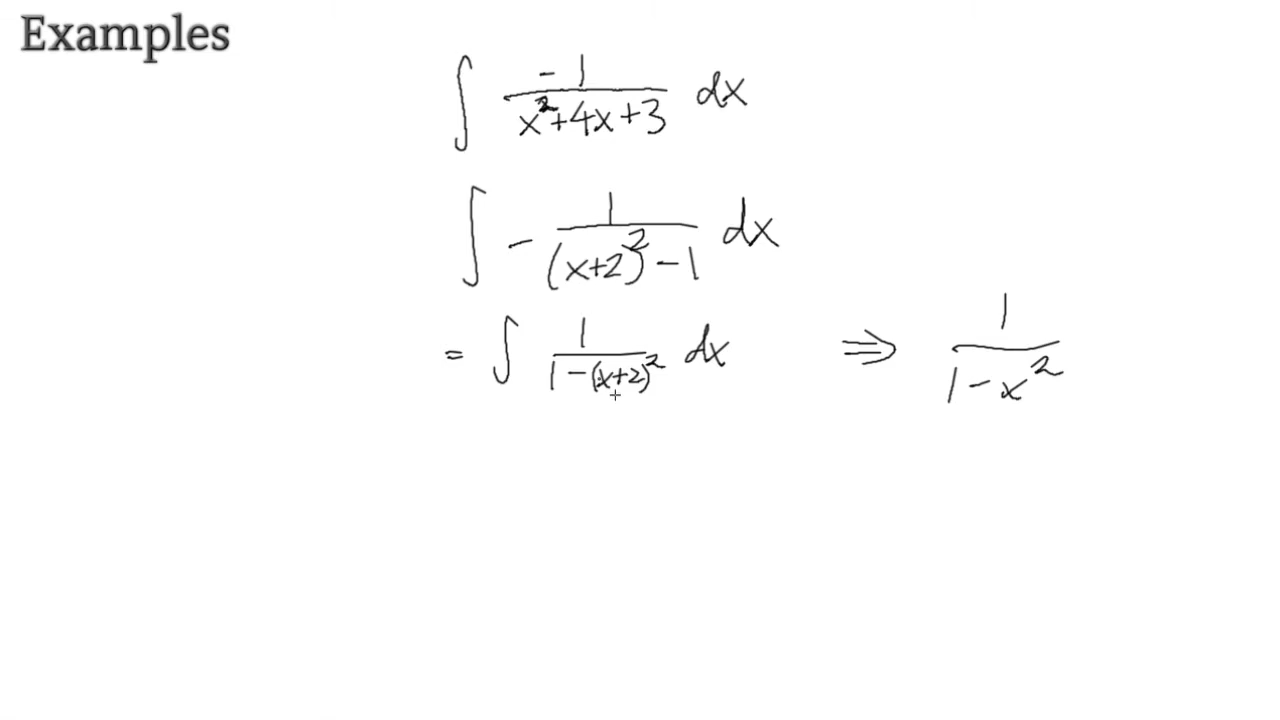 Examples
∫ -1/(x²+4x+3) dx
∫ - 1/((x+2)²-1) dx
= ∫ 1/(1-(x+2)²) dx ⇒ 1/(1-x²)